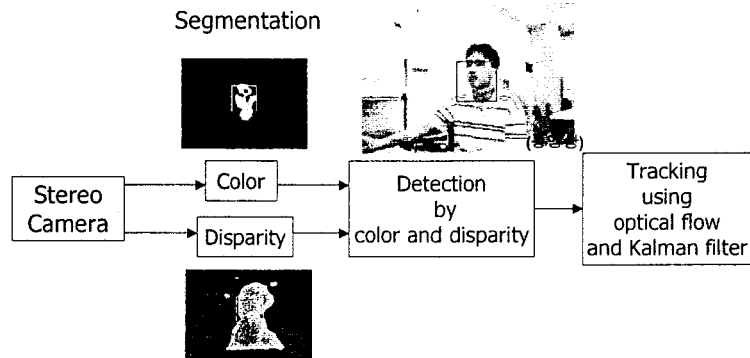 Segmentation
Stereo
Camera
Color
Disparity
Detection
by
color and disparity
Tracking
using
optical flow
and Kalman filter